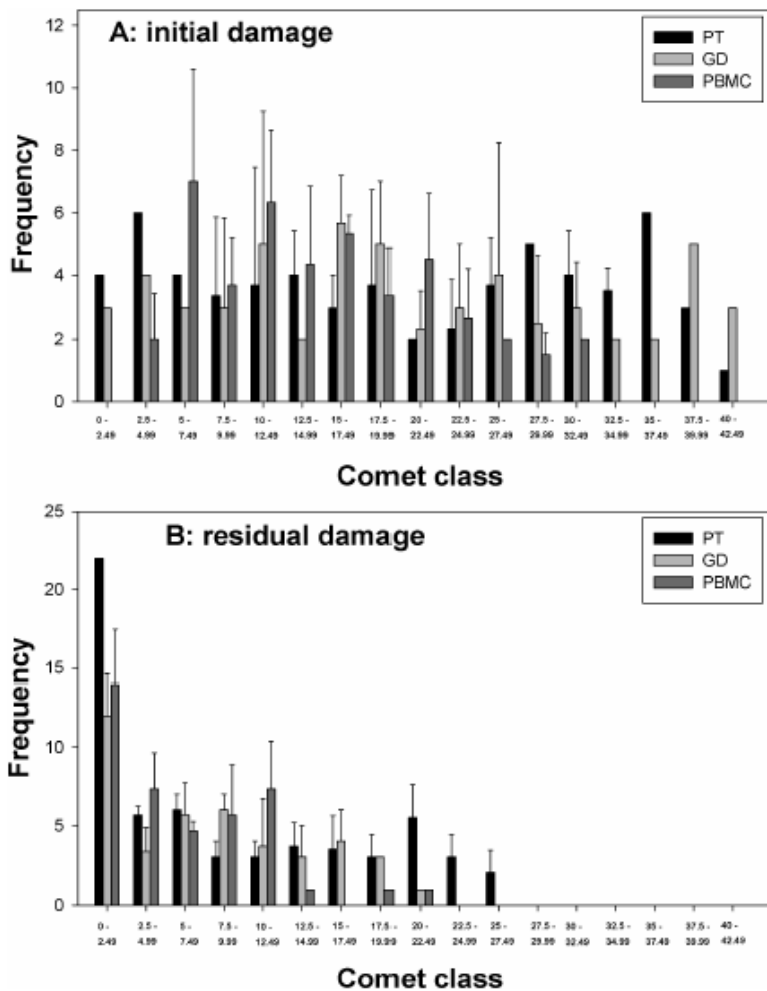 A: initial damage
PT
GD
PBMC
12
10
8
6
4
2
0
Frequency
0 - 2.5 - 5 - 7.5 - 10 - 12.5 - 15 - 17.5 - 20 - 22.5 - 25 - 27.5 - 30 - 32.5 - 35 - 37.5 - 40 -
2.49 4.99 7.49 9.99 12.49 14.99 17.49 19.99 22.49 24.99 27.49 29.99 32.49 34.99 37.49 39.99 42.49
Comet class
B: residual damage
PT
GD
PBMC
25
20
15
10
5
0
Frequency
0 - 2.5 - 5 - 7.5 - 10 - 12.5 - 15 - 17.5 - 20 - 22.5 - 25 - 27.5 - 30 - 32.5 - 35 - 37.5 - 40 -
2.49 4.99 7.49 9.99 12.49 14.99 17.49 19.99 22.49 24.99 27.49 29.99 32.49 34.99 37.49 39.99 42.49
Comet class